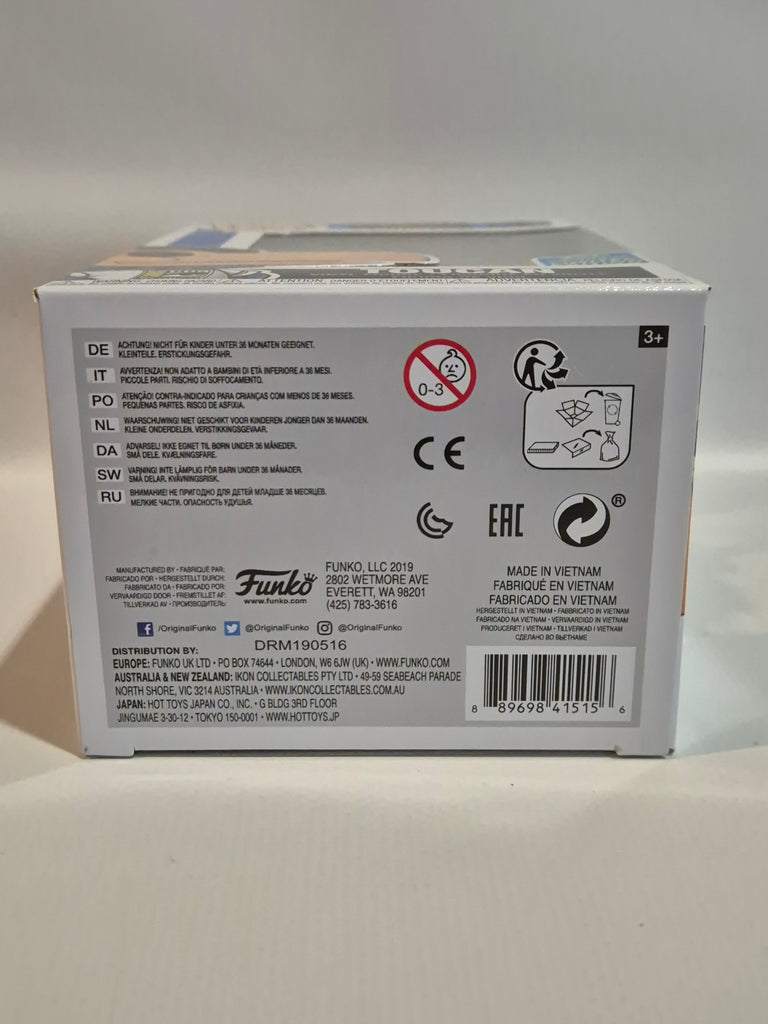 TOUCAN
DE ACHTUNG! NICHT FÜR KINDER UNTER 36 MONATEN GEEIGNET.
KLEINTEILE. ERSTICKUNGSGEFAHR.
IT AVVERTENZA! NON ADATTO A BAMBINI DI ETÀ INFERIORE A 36 MESI.
PICCOLE PARTI. RISCHIO DI SOFFOCAMENTO.
PO ATENÇÃO! CONTRA-INDICADO PARA CRIANÇAS COM MENOS DE 36 MESES.
PEQUENAS PARTES. RISCO DE ASFIXIA.
NL WAARSCHUWING! NIET GESCHIKT VOOR KINDEREN JONGER DAN 36 MAANDEN.
KLEINE ONDERDELEN. VERSTIKKINGSGEVAAR.
DA ADVARSEL! IKKE EGNET TIL BØRN UNDER 36 MÅNEDER.
SMÅ DELE. KVÆLNINGSFARE.
SW VARNING! INTE LÄMPLIG FÖR BARN UNDER 36 MÅNADER.
SMÅ DELAR. KVÄVNINGSRISK.
RU ВНИМАНИЕ! НЕ ПРИГОДНО ДЛЯ ДЕТЕЙ МЛАДШЕ 36 МЕСЯЦЕВ.
МЕЛКИЕ ЧАСТИ. ОПАСНОСТЬ УДУШЬЯ.
0-3
3+
CE
EAC
®
MANUFACTURED BY • FABRIQUÉ PAR:
FABRICADO POR • HERGESTELLT DURCH:
FABBRICATO DA • FABRICADO POR:
VERVAARDIGD DOOR • FREMSTILLET AF:
TILLVERKAD AV • ПРОИЗВОДИТЕЛЬ:
Funko
www.funko.com
FUNKO, LLC 2019
2802 WETMORE AVE
EVERETT, WA 98201
(425) 783-3616
/OriginalFunko @OriginalFunko @OriginalFunko
DRM190516
DISTRIBUTION BY:
EUROPE: FUNKO UK LTD • PO BOX 74644 • LONDON, W6 6JW (UK) • WWW.FUNKO.COM
AUSTRALIA & NEW ZEALAND: IKON COLLECTABLES PTY LTD • 49-59 SEABEACH PARADE
NORTH SHORE, VIC 3214 AUSTRALIA • WWW.IKONCOLLECTABLES.COM.AU
JAPAN: HOT TOYS JAPAN CO., INC. • G BLDG 3RD FLOOR
JINGUMAE 3-30-12 • TOKYO 150-0001 • WWW.HOTTOYS.JP
MADE IN VIETNAM
FABRIQUÉ EN VIETNAM
FABRICADO EN VIETNAM
HERGESTELLT IN VIETNAM • FABBRICATO IN VIETNAM
FABRICADO NA VIETNAM • VERVAARDIGD IN VIETNAM
PRODUCERET I VIETNAM • TILLVERKAD I VIETNAM
СДЕЛАНО ВО ВЬЕТНАМЕ
8 89698 41515 6